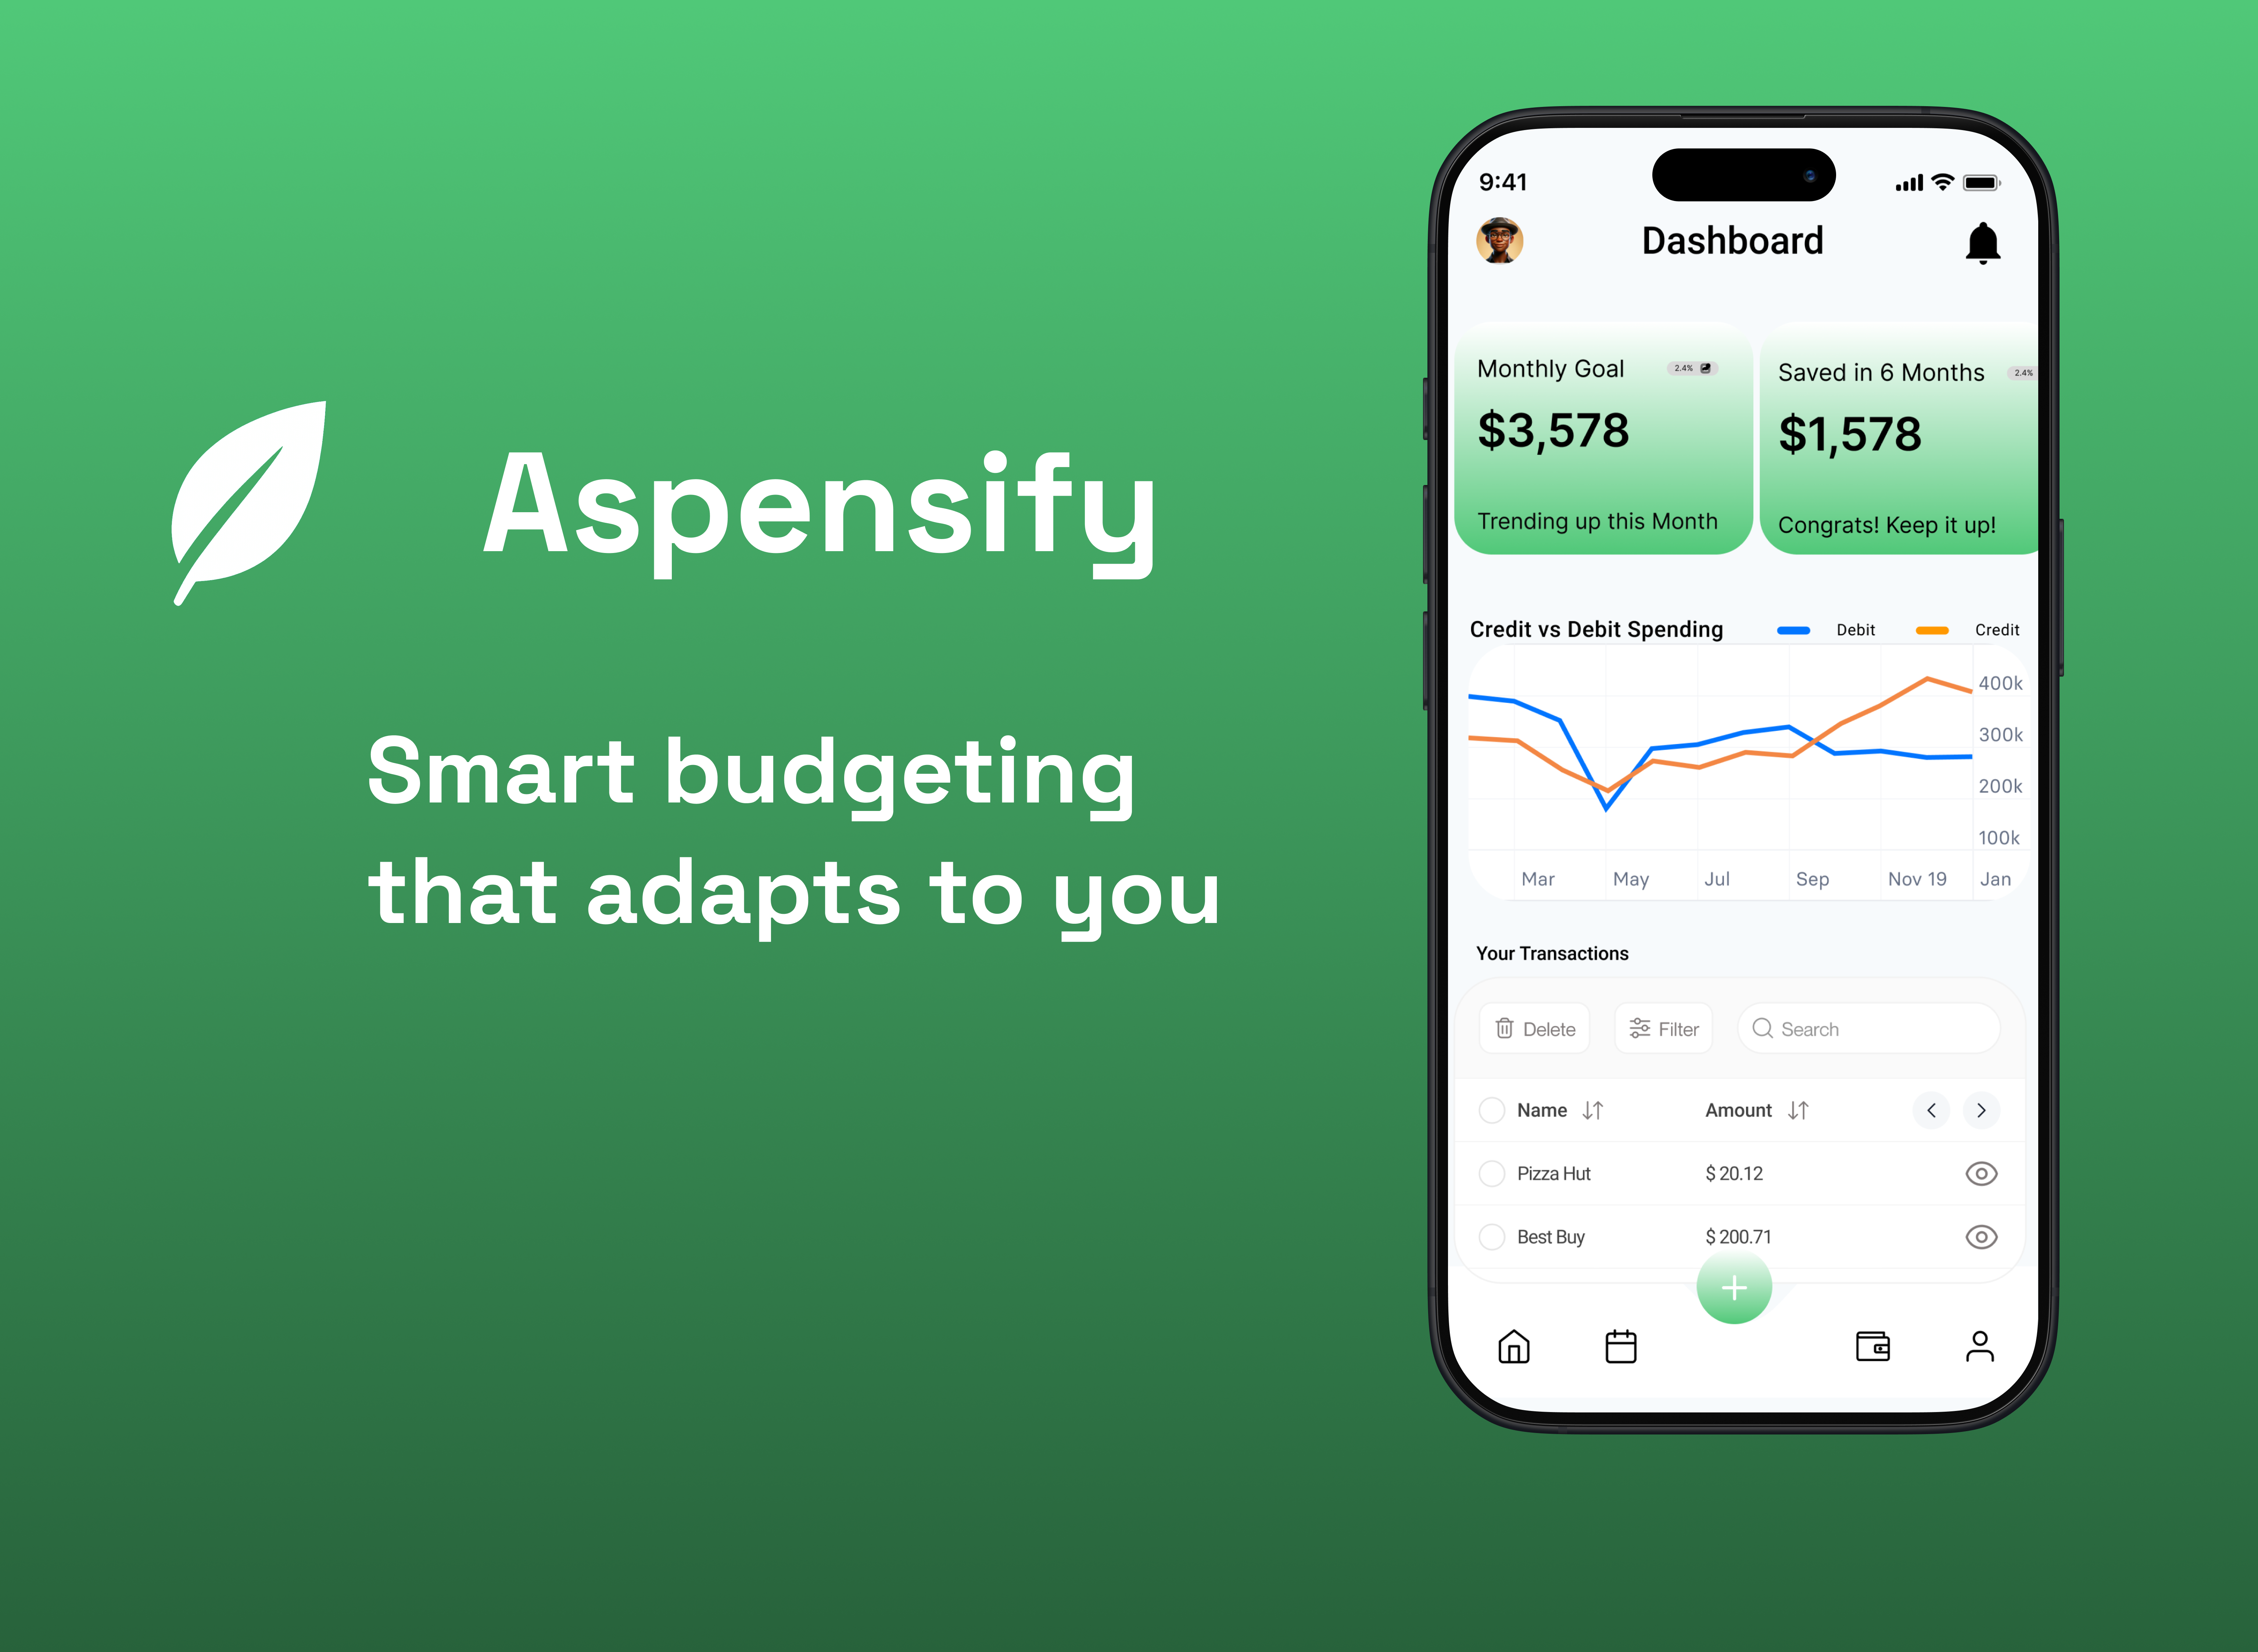 Aspensify
Smart budgeting
that adapts to you
9:41
Dashboard
Monthly Goal 2.4%
$3,578
Trending up this Month
Saved in 6 Months 2.4%
$1,578
Congrats! Keep it up!
Credit vs Debit Spending Debit Credit
400k
300k
200k
100k
Mar May Jul Sep Nov 19 Jan
Your Transactions
Delete Filter Search
Name Amount
Pizza Hut $ 20.12
Best Buy $ 200.71